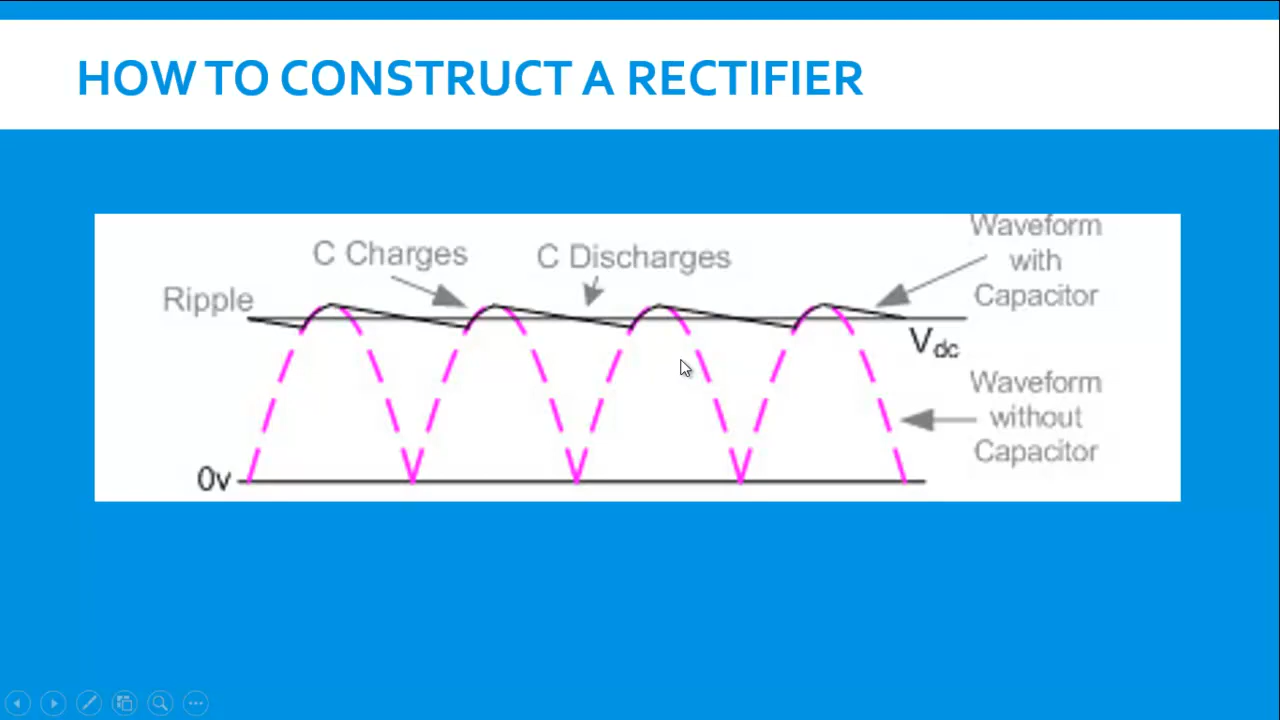 HOW TO CONSTRUCT A RECTIFIER
C Charges
C Discharges
Waveform
with
Capacitor
Ripple
Vdc
Waveform
without
Capacitor
0v